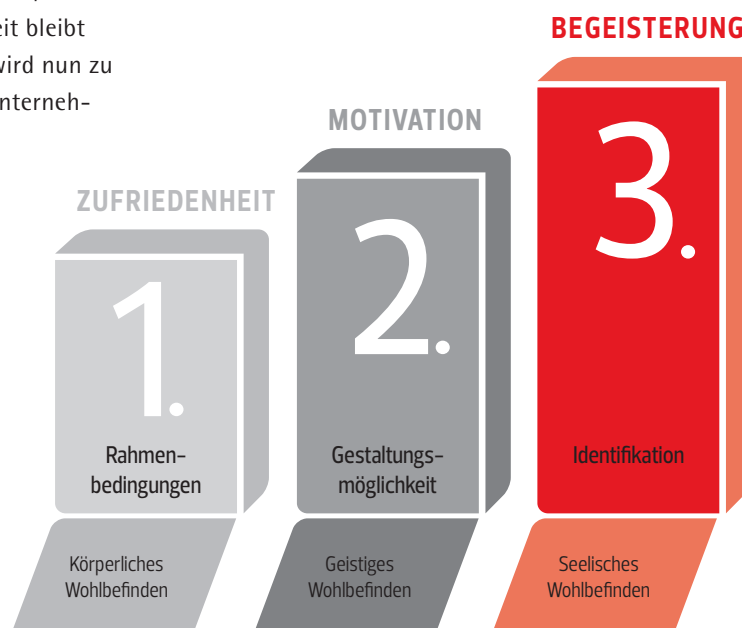 eit bleibt
wird nun zu
nterneh-
BEGEISTERUNG
MOTIVATION
ZUFRIEDENHEIT
1.
Rahmen-
bedingungen
Körperliches
Wohlbefinden
2.
Gestaltungs-
möglichkeit
Geistiges
Wohlbefinden
3.
Identifikation
Seelisches
Wohlbefinden